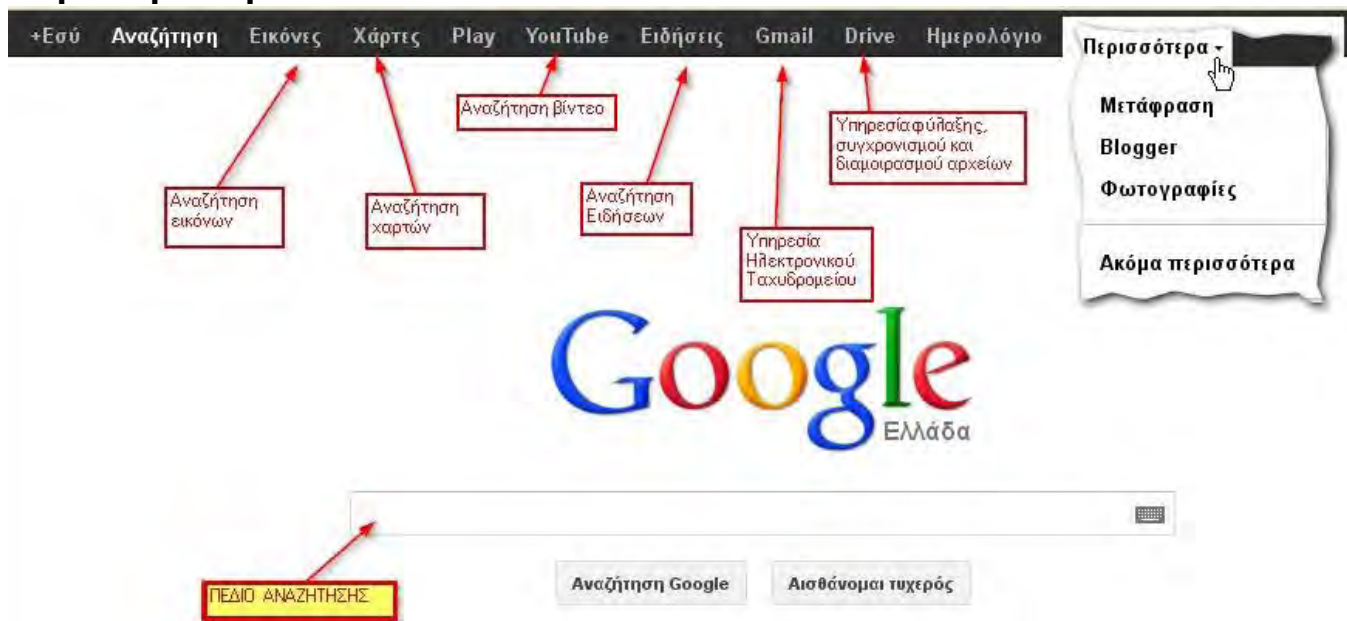 +Εσύ Αναζήτηση Εικόνες Χάρτες Play YouTube Ειδήσεις Gmail Drive Ημερολόγιο Περισσότερα
Μετάφραση
Blogger
Φωτογραφίες
Ακόμα περισσότερα
Αναζήτηση βίντεο
Υπηρεσία φύλαξης,
συγχρονισμού και
διαμοιρασμού αρχείων
Αναζήτηση
εικόνων
Αναζήτηση
χαρτών
Αναζήτηση
Ειδήσεων
Υπηρεσία
Ηλεκτρονικού
Ταχυδρομείου
Google
Ελλάδα
ΠΕΔΙΟ ΑΝΑΖΗΤΗΣΗΣ
Αναζήτηση Google Αισθάνομαι τυχερός